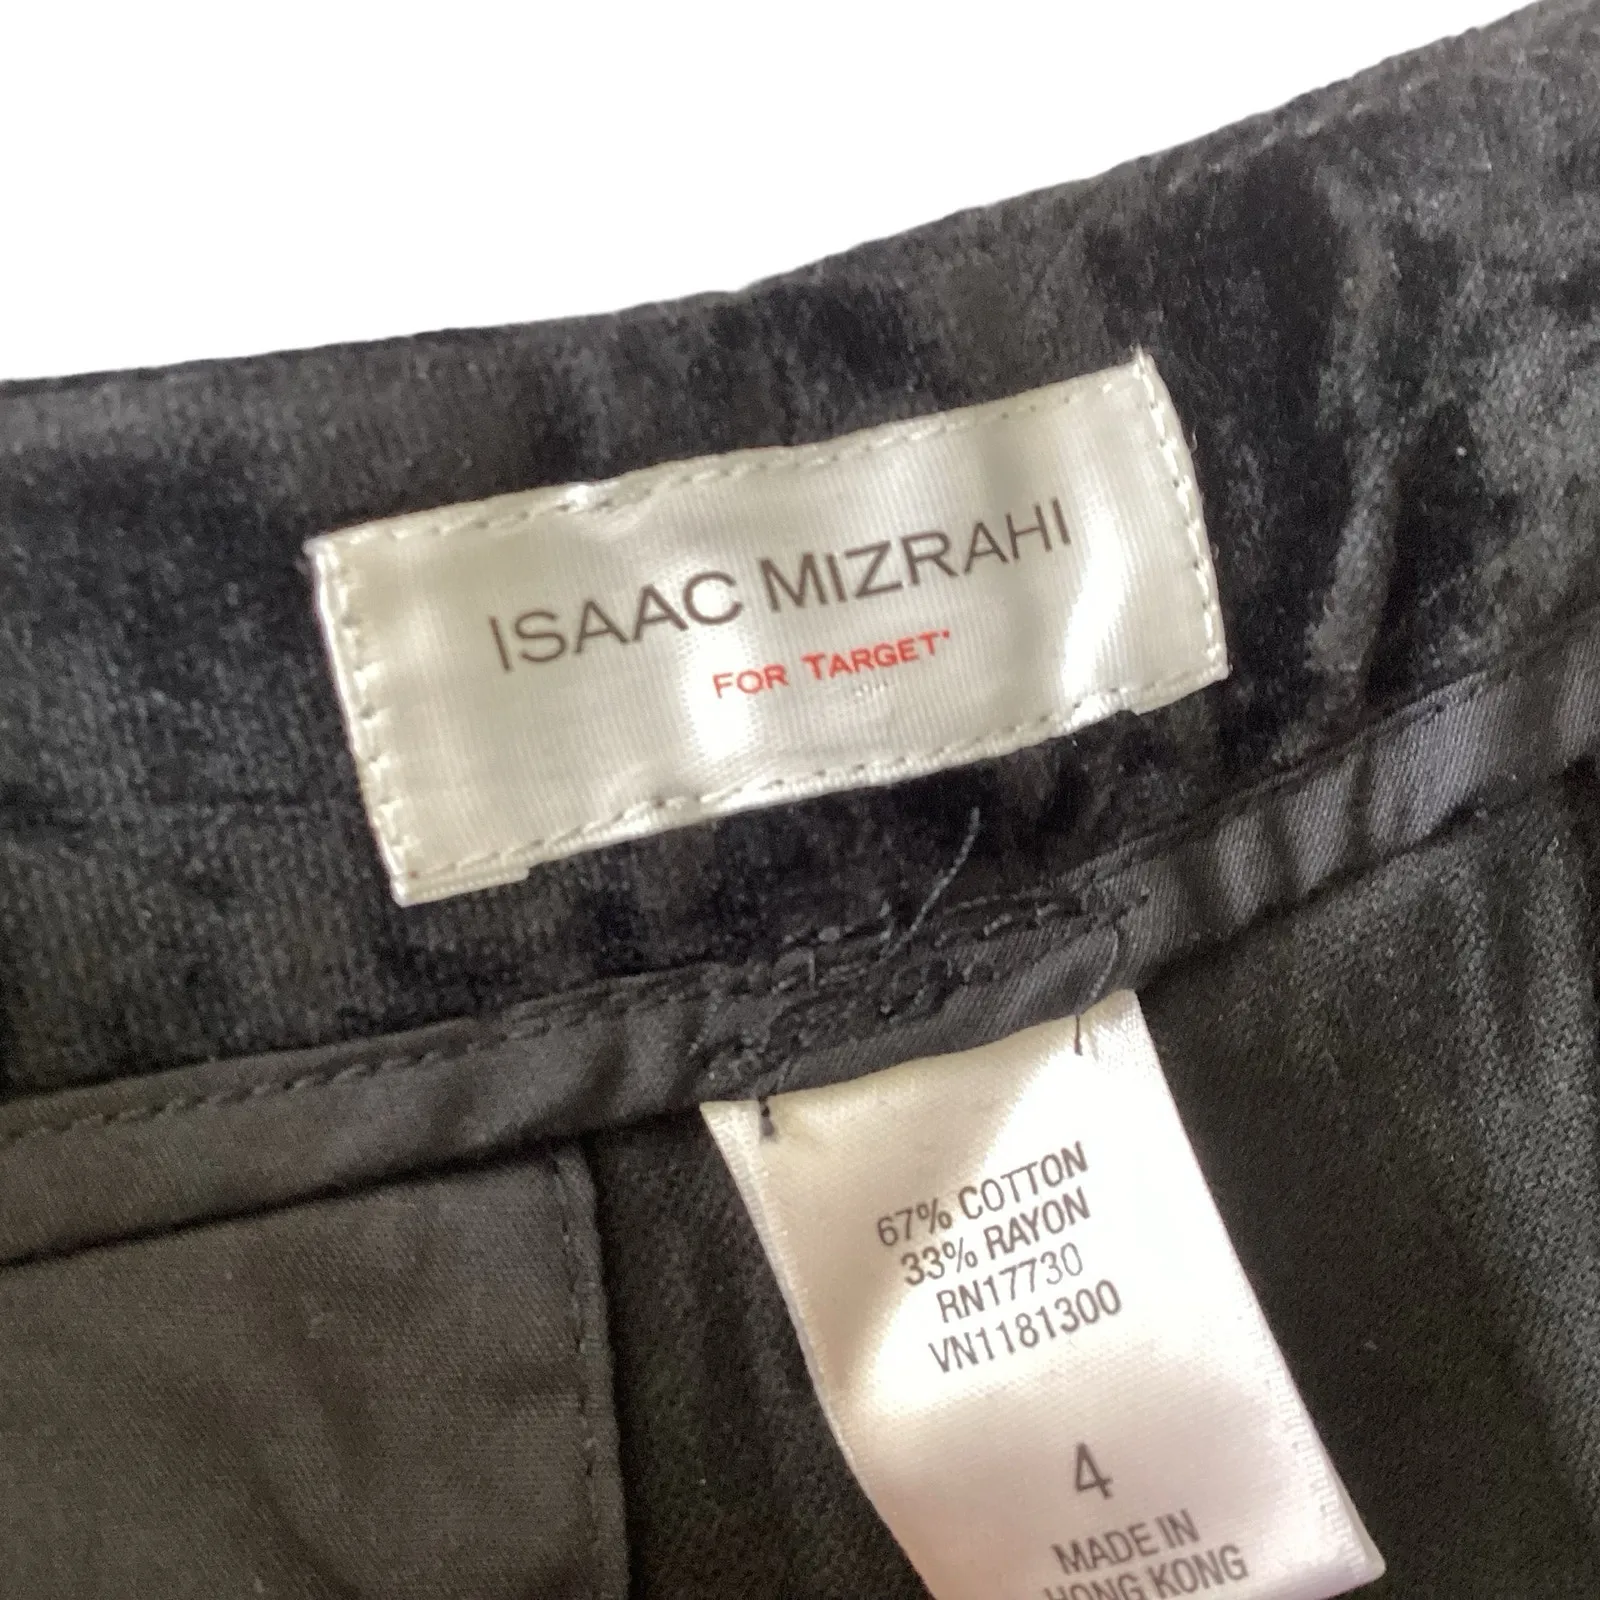 ISAAC MIZRAHI
FOR TARGET
67% COTTON
33% RAYON
RN17730
VN1181300
4
MADE IN
HONG KONG